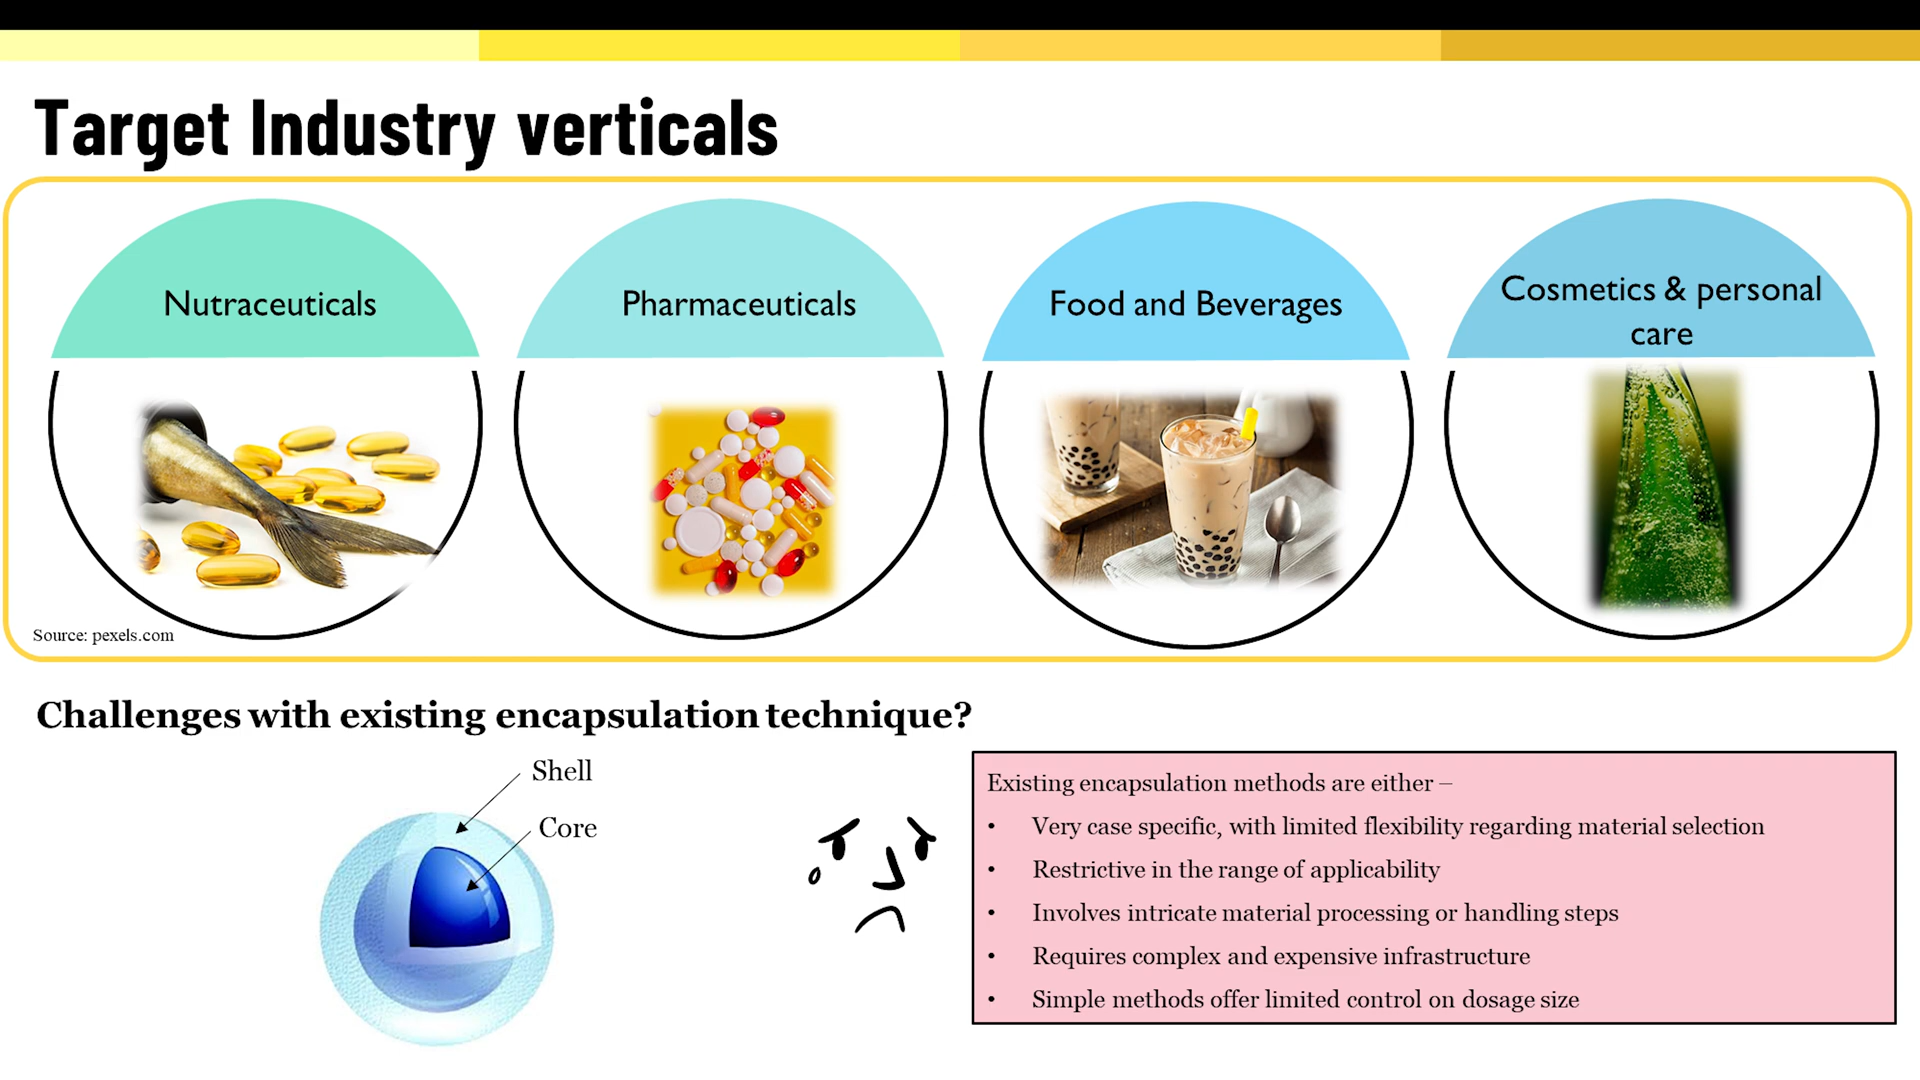 Target Industry verticals
Nutraceuticals
Pharmaceuticals
Food and Beverages
Cosmetics & personal
care
Source: pexels.com
Challenges with existing encapsulation technique?
Shell
Core
Existing encapsulation methods are either –
• Very case specific, with limited flexibility regarding material selection
• Restrictive in the range of applicability
• Involves intricate material processing or handling steps
• Requires complex and expensive infrastructure
• Simple methods offer limited control on dosage size